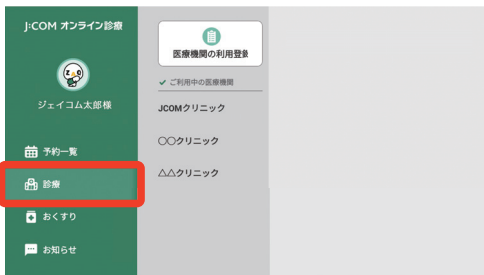 J:COM オンライン診療
ジェイコム太郎様
予約一覧
診療
おくすり
お知らせ
医療機関の利用登録
ご利用中の医療機関
JCOMクリニック
○○クリニック
△△クリニック